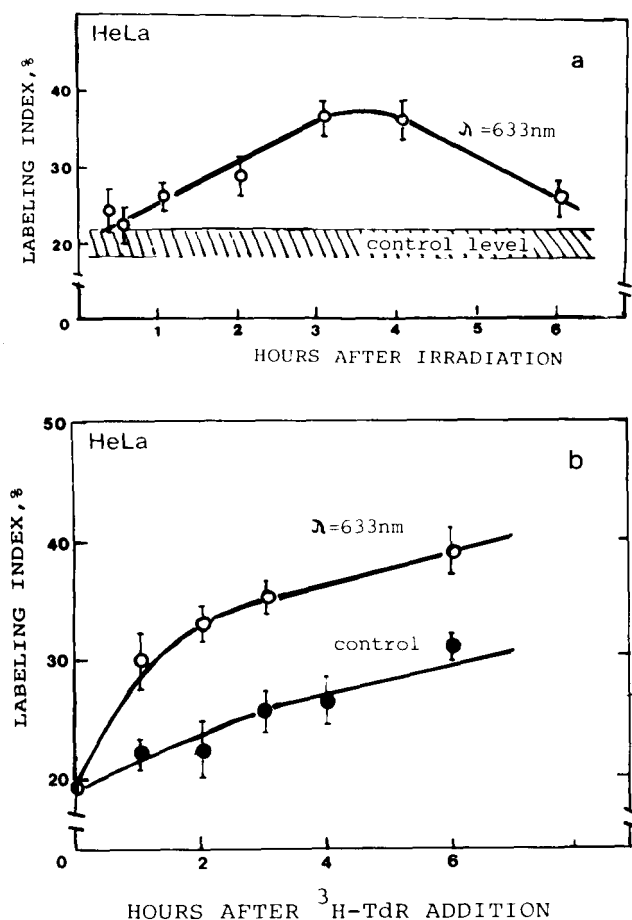 HeLa
a
LABELING INDEX,%
40
30
20
0
λ=633nm
control level
1 2 3 4 5 6
HOURS AFTER IRRADIATION
HeLa
b
LABELING INDEX,%
50
40
30
20
λ=633nm
control
0 2 4 6
HOURS AFTER ³H-TdR ADDITION